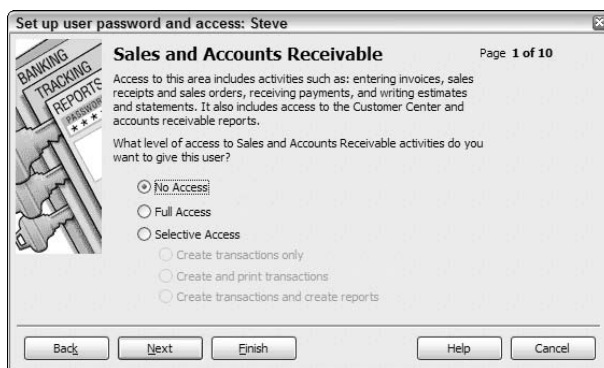 Set up user password and access: Steve
BANKING
TRACKING
REPORTS
PASSWORD
****
Sales and Accounts Receivable
Page 1 of 10
Access to this area includes activities such as: entering invoices, sales
receipts and sales orders, receiving payments, and writing estimates
and statements. It also includes access to the Customer Center and
accounts receivable reports.
What level of access to Sales and Accounts Receivable activities do you
want to give this user?
No Access
Full Access
Selective Access
Create transactions only
Create and print transactions
Create transactions and create reports
Back
Next
Finish
Help
Cancel